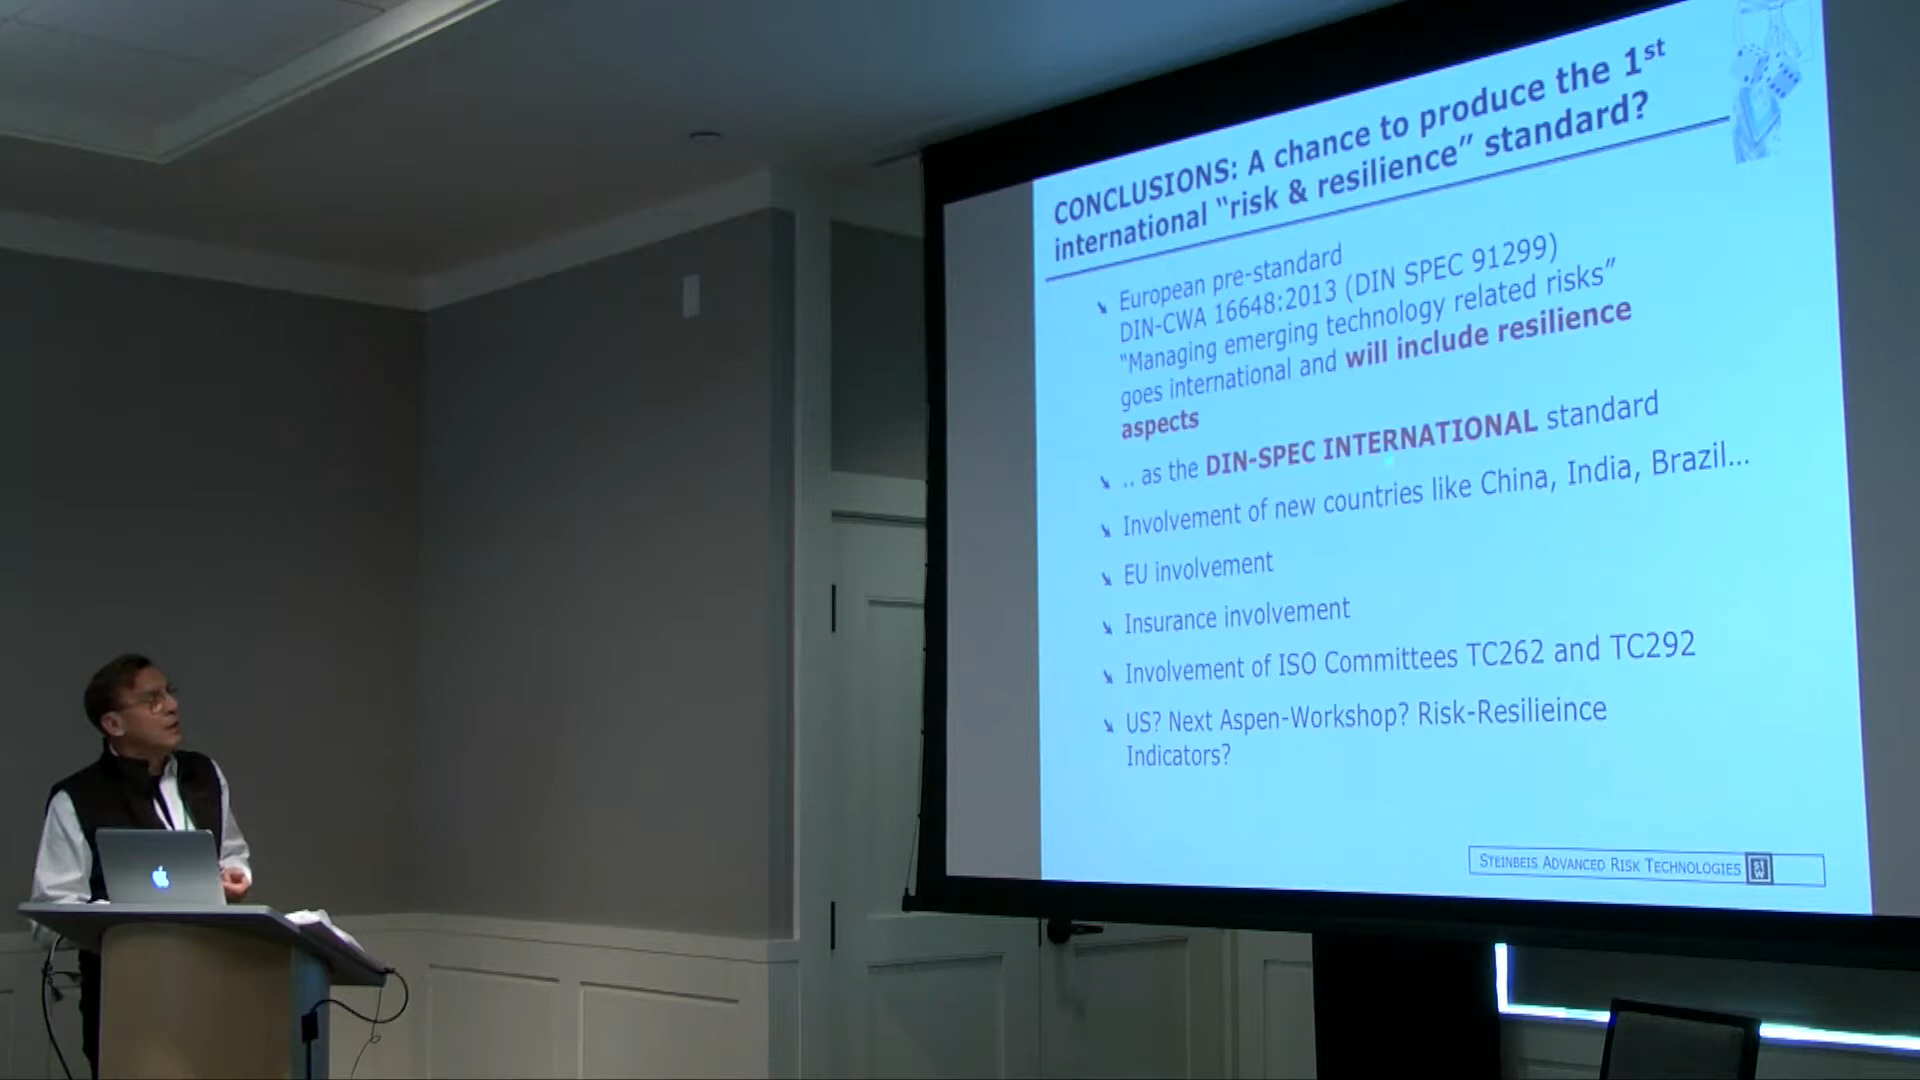 CONCLUSIONS: A chance to produce the 1st
international “risk & resilience” standard?
European pre-standard
DIN-CWA 16648:2013 (DIN SPEC 91299)
“Managing emerging technology related risks”
goes international and will include resilience
aspects
.. as the DIN-SPEC INTERNATIONAL standard
Involvement of new countries like China, India, Brazil...
EU involvement
Insurance involvement
Involvement of ISO Committees TC262 and TC292
US? Next Aspen-Workshop? Risk-Resilieince
Indicators?
STEINBEIS ADVANCED RISK TECHNOLOGIES